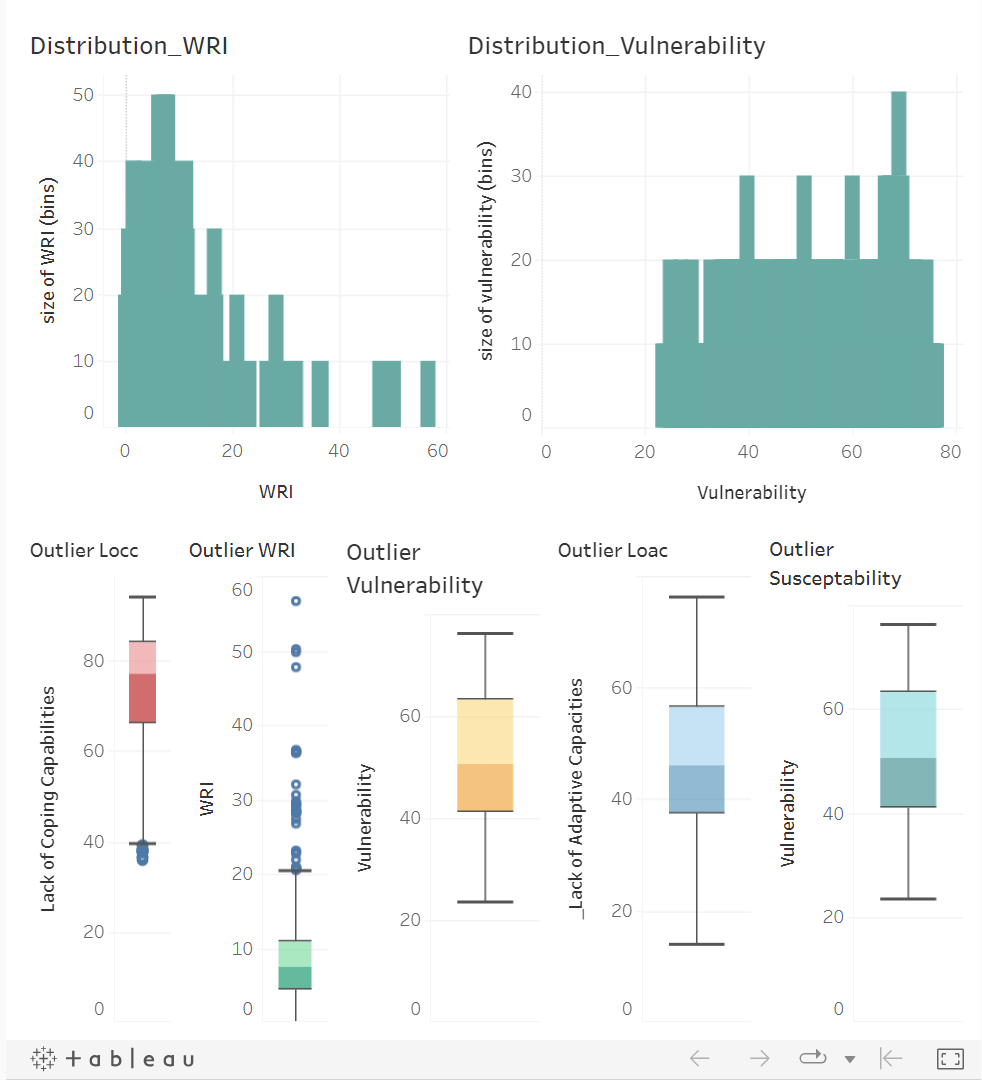 Distribution_WRI
Distribution_Vulnerability
size of WRI (bins)
50
40
30
20
10
0
0 20 40 60
WRI
size of vulnerability (bins)
40
30
20
10
0
0 20 40 60 80
Vulnerability
Outlier Locc
Lack of Coping Capabilities
80
60
40
20
0
Outlier WRI
WRI
60
50
40
30
20
10
0
Outlier
Vulnerability
Vulnerability
60
40
20
0
Outlier Loac
_Lack of Adaptive Capacities
60
40
20
0
Outlier
Susceptability
Vulnerability
60
40
20
0
+ableau